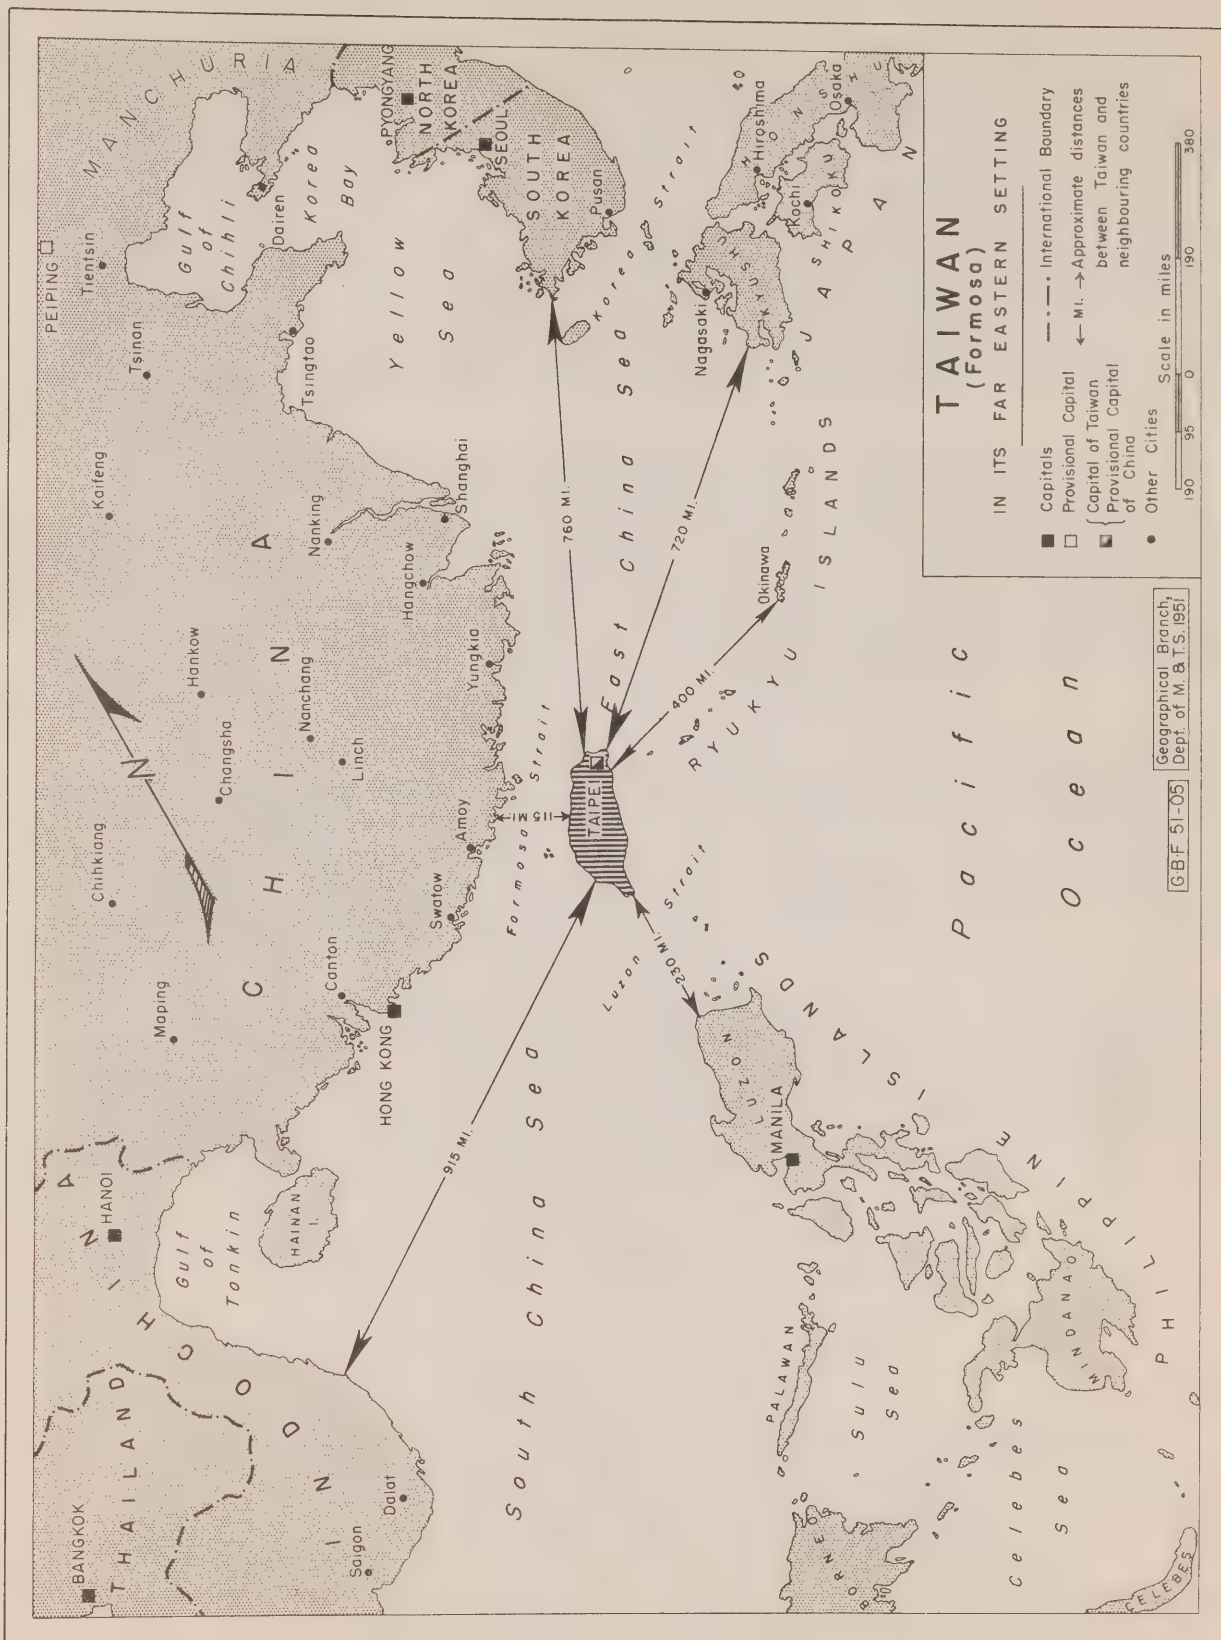 TAIWAN
(Formosa)
IN ITS FAR EASTERN SETTING
Capitals
Provisional Capital
Capital of Taiwan
Provisional Capital
of China
Other Cities
International Boundary
← MI. → Approximate distances
between Taiwan and
neighbouring countries
Scale in miles
190 95 0 190 380
Geographical Branch,
Dept. of M. & T.S. 1951
G·B·F 51-05
MANCHURIA
PEIPING
Tientsin
Gulf
of
Chihli
Dairen
Korea
Bay
PYONGYANG
NORTH
KOREA
SEOUL
SOUTH
KOREA
Pusan
Korea Strait
Hiroshima
HONSHU
Osaka
Kochi
SHIKOKU
JAPAN
Nagasaki
KYUSHU
Tsinan
Tsingtao
Yellow
Sea
Kaifeng
Nanking
Shanghai
Hangchow
Hankow
Nanchang
Yungkia
Changsha
Linch
Chihkiang
Amoy
Swatow
Maping
Canton
HONG KONG
CHINA
N
East China Sea
760 MI.
720 MI.
400 MI.
Okinawa
RYUKYU
ISLANDS
Formosa Strait
115 MI.
TAIPEI
Luzon Strait
230 MI.
915 MI.
South China Sea
HANOI
Gulf
of
Tonkin
HAINAN
I.
INDO CHINA
THAILAND
BANGKOK
Saigon
Dalat
LUZON
MANILA
PHILIPPINE ISLANDS
PALAWAN
Sulu
Sea
MINDANAO
Celebes
Sea
BORNEO
CELEBES
Pacific
Ocean